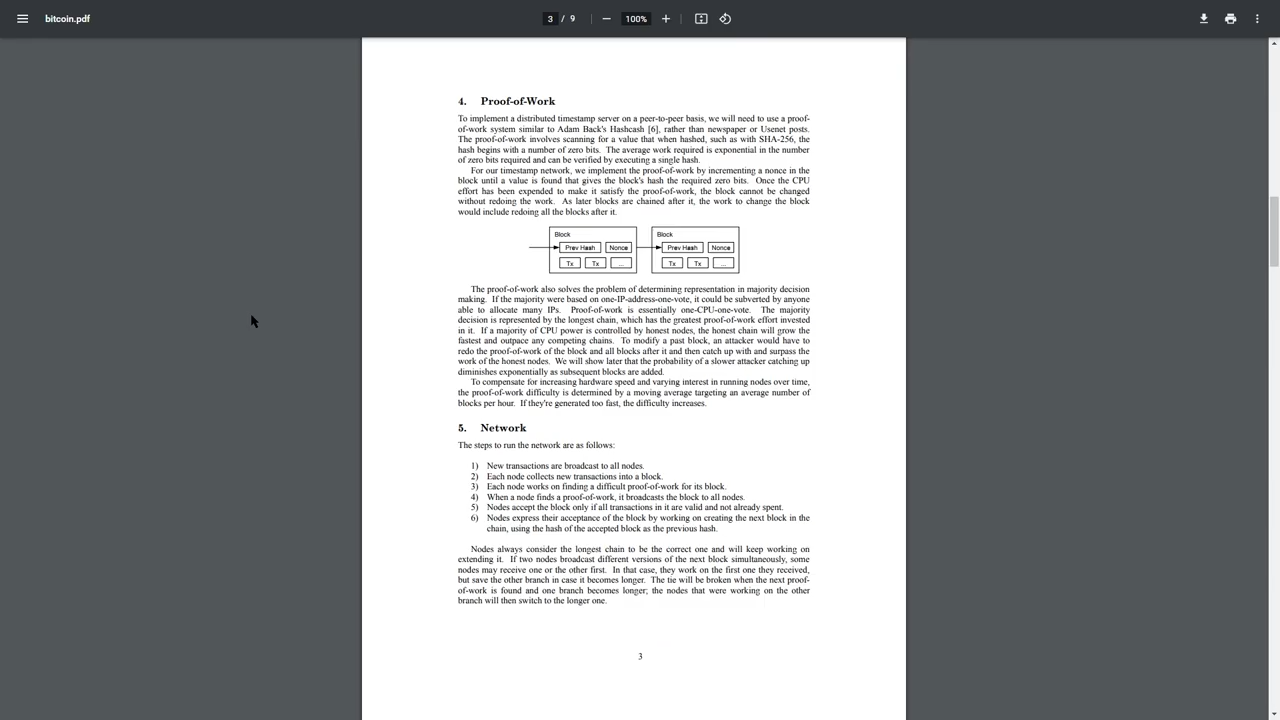 bitcoin.pdf
3 / 9
100%
4. Proof-of-Work
To implement a distributed timestamp server on a peer-to-peer basis, we will need to use a proof-
of-work system similar to Adam Back's Hashcash [6], rather than newspaper or Usenet posts.
The proof-of-work involves scanning for a value that when hashed, such as with SHA-256, the
hash begins with a number of zero bits. The average work required is exponential in the number
of zero bits required and can be verified by executing a single hash.
For our timestamp network, we implement the proof-of-work by incrementing a nonce in the
block until a value is found that gives the block's hash the required zero bits. Once the CPU
effort has been expended to make it satisfy the proof-of-work, the block cannot be changed
without redoing the work. As later blocks are chained after it, the work to change the block
would include redoing all the blocks after it.
Block Block
Prev Hash Nonce Prev Hash Nonce
Tx Tx ... Tx Tx ...
The proof-of-work also solves the problem of determining representation in majority decision
making. If the majority were based on one-IP-address-one-vote, it could be subverted by anyone
able to allocate many IPs. Proof-of-work is essentially one-CPU-one-vote. The majority
decision is represented by the longest chain, which has the greatest proof-of-work effort invested
in it. If a majority of CPU power is controlled by honest nodes, the honest chain will grow the
fastest and outpace any competing chains. To modify a past block, an attacker would have to
redo the proof-of-work of the block and all blocks after it and then catch up with and surpass the
work of the honest nodes. We will show later that the probability of a slower attacker catching up
diminishes exponentially as subsequent blocks are added.
To compensate for increasing hardware speed and varying interest in running nodes over time,
the proof-of-work difficulty is determined by a moving average targeting an average number of
blocks per hour. If they're generated too fast, the difficulty increases.
5. Network
The steps to run the network are as follows:
1) New transactions are broadcast to all nodes.
2) Each node collects new transactions into a block.
3) Each node works on finding a difficult proof-of-work for its block.
4) When a node finds a proof-of-work, it broadcasts the block to all nodes.
5) Nodes accept the block only if all transactions in it are valid and not already spent.
6) Nodes express their acceptance of the block by working on creating the next block in the
chain, using the hash of the accepted block as the previous hash.
Nodes always consider the longest chain to be the correct one and will keep working on
extending it. If two nodes broadcast different versions of the next block simultaneously, some
nodes may receive one or the other first. In that case, they work on the first one they received,
but save the other branch in case it becomes longer. The tie will be broken when the next proof-
of-work is found and one branch becomes longer; the nodes that were working on the other
branch will then switch to the longer one.
3